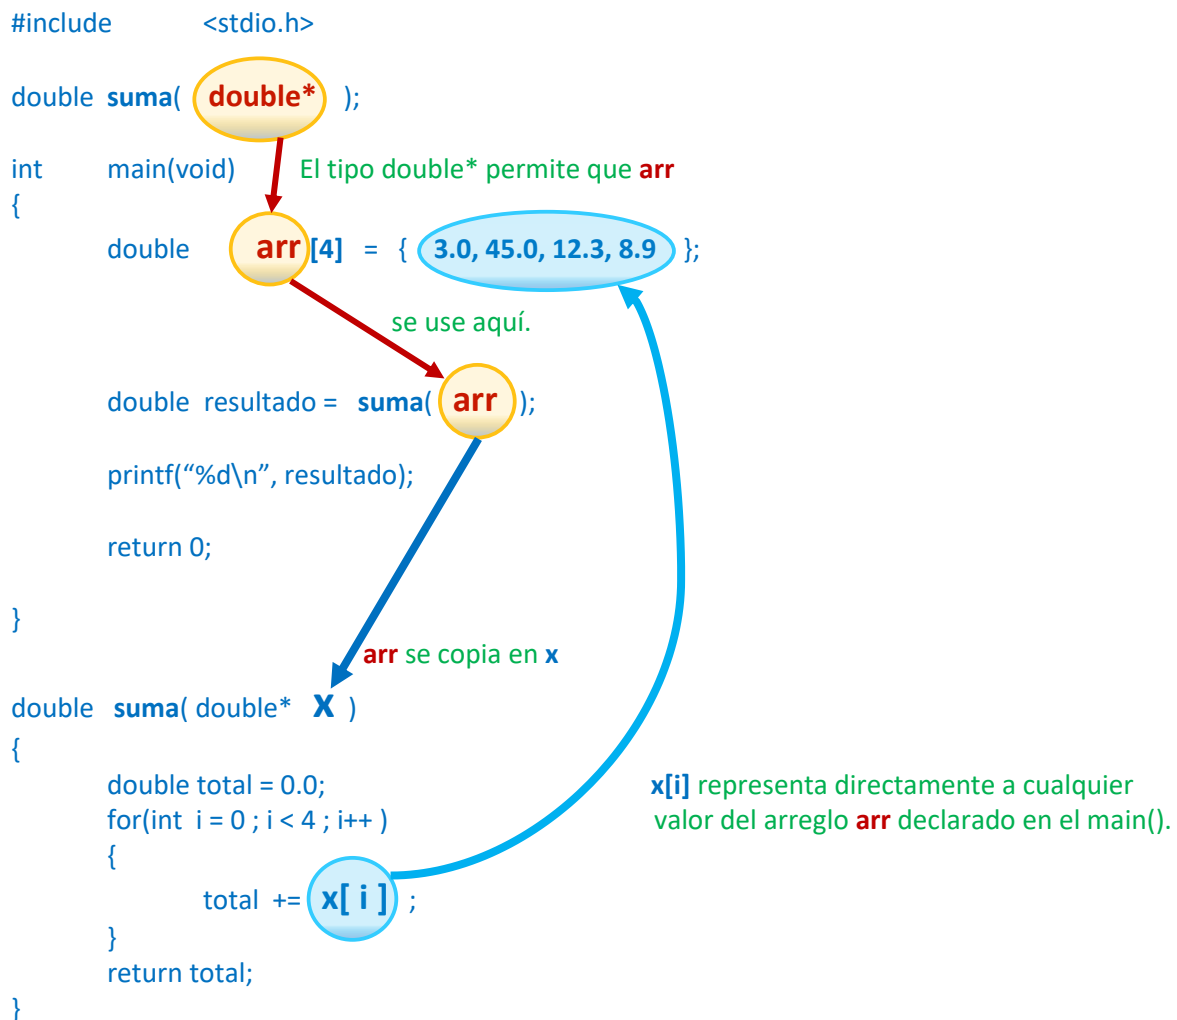 #include <stdio.h>
double suma( double* );
int main(void) El tipo double* permite que arr
{
double arr [4] = { 3.0, 45.0, 12.3, 8.9 };
se use aquí.
double resultado = suma( arr );
printf(“%d\n”, resultado);
return 0;
}
arr se copia en x
double suma( double* x )
{
double total = 0.0; x[i] representa directamente a cualquier
for(int i = 0 ; i < 4 ; i++ ) valor del arreglo arr declarado en el main().
{
total += x[ i ] ;
}
return total;
}